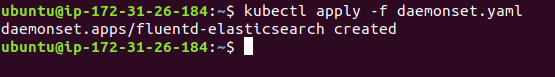 ubuntu@ip-172-31-26-184:~$ kubectl apply -f daemonset.yaml
daemonset.apps/fluentd-elasticsearch created
ubuntu@ip-172-31-26-184:~$